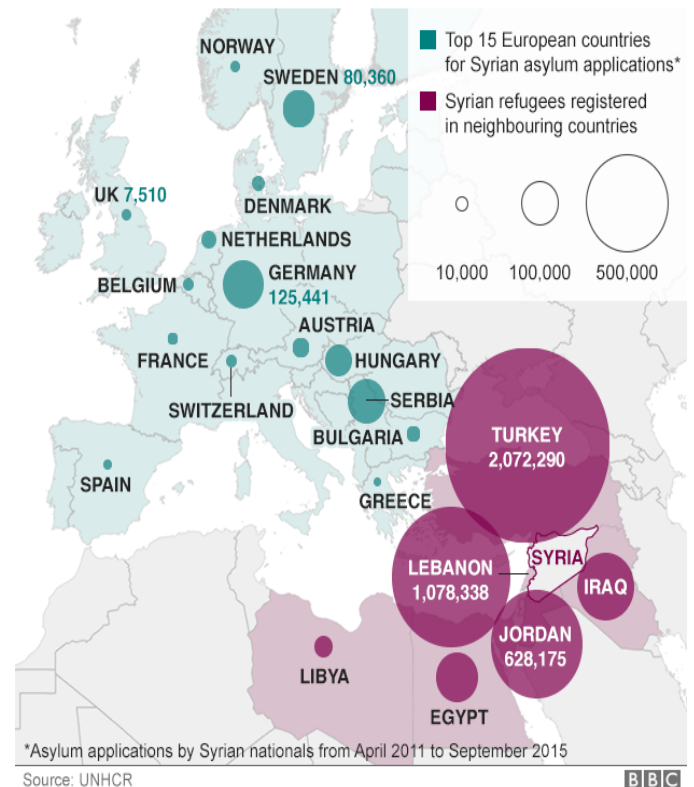 Top 15 European countries
for Syrian asylum applications*
Syrian refugees registered
in neighbouring countries
10,000
100,000
500,000
NORWAY
SWEDEN 80,360
UK 7,510
DENMARK
NETHERLANDS
GERMANY
125,441
BELGIUM
AUSTRIA
FRANCE
HUNGARY
SWITZERLAND
SERBIA
BULGARIA
SPAIN
GREECE
TURKEY
2,072,290
SYRIA
LEBANON
1,078,338
IRAQ
JORDAN
628,175
LIBYA
EGYPT
*Asylum applications by Syrian nationals from April 2011 to September 2015
Source: UNHCR
BBC